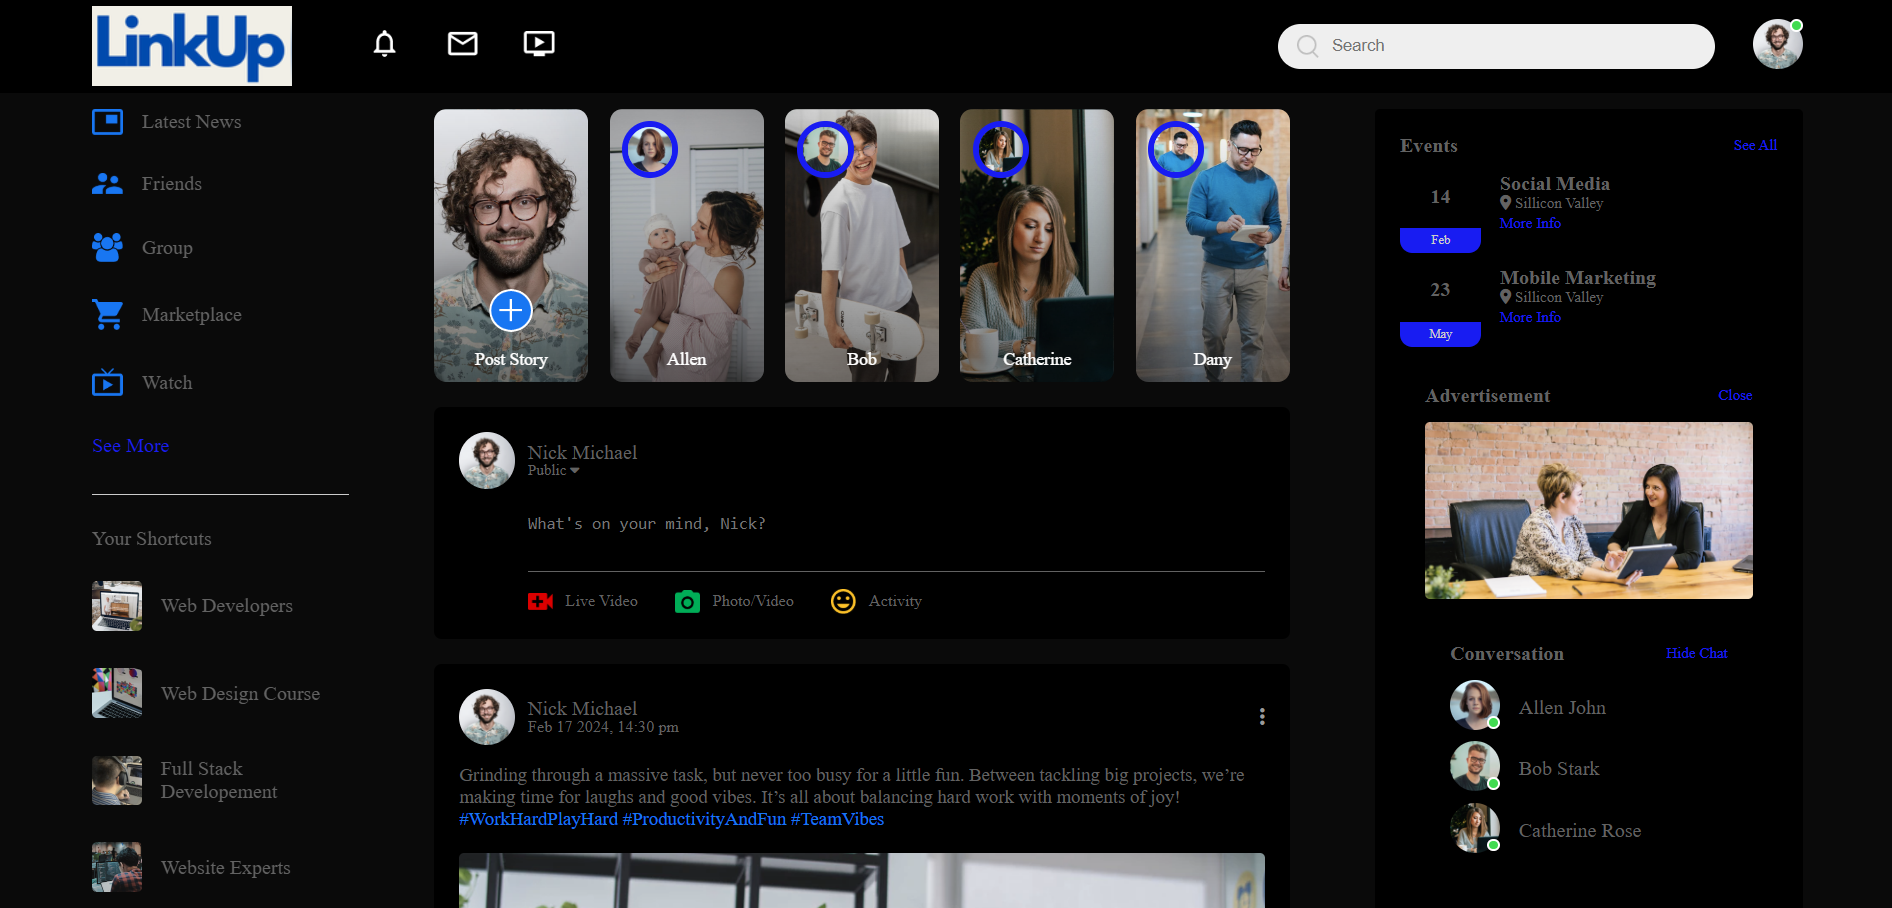 LinkUp
Search
Latest News
Friends
Group
Marketplace
Watch
See More
Your Shortcuts
Web Developers
Web Design Course
Full Stack
Developement
Website Experts
Post Story
Allen
Bob
Catherine
Dany
Nick Michael
Public
What's on your mind, Nick?
Live Video
Photo/Video
Activity
Nick Michael
Feb 17 2024, 14:30 pm
Grinding through a massive task, but never too busy for a little fun. Between tackling big projects, we’re
making time for laughs and good vibes. It’s all about balancing hard work with moments of joy!
#WorkHardPlayHard #ProductivityAndFun #TeamVibes
Events
See All
14
Feb
Social Media
Sillicon Valley
More Info
23
May
Mobile Marketing
Sillicon Valley
More Info
Advertisement
Close
Conversation
Hide Chat
Allen John
Bob Stark
Catherine Rose